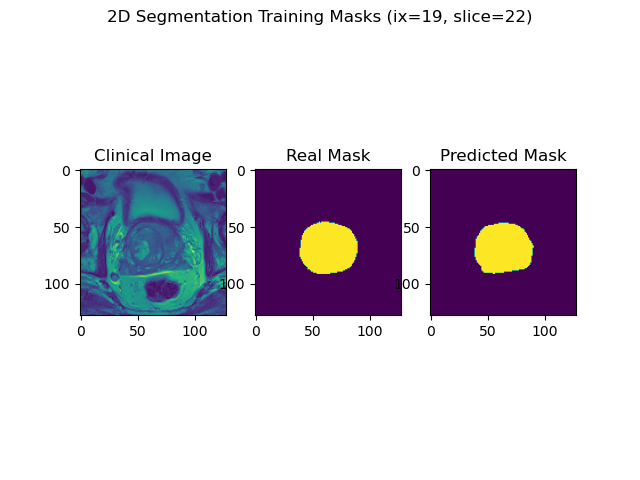 2D Segmentation Training Masks (ix=19, slice=22)
Clinical Image Real Mask Predicted Mask
0 0 0
50 50 50
100 100 100
0 50 100 0 50 100 0 50 100